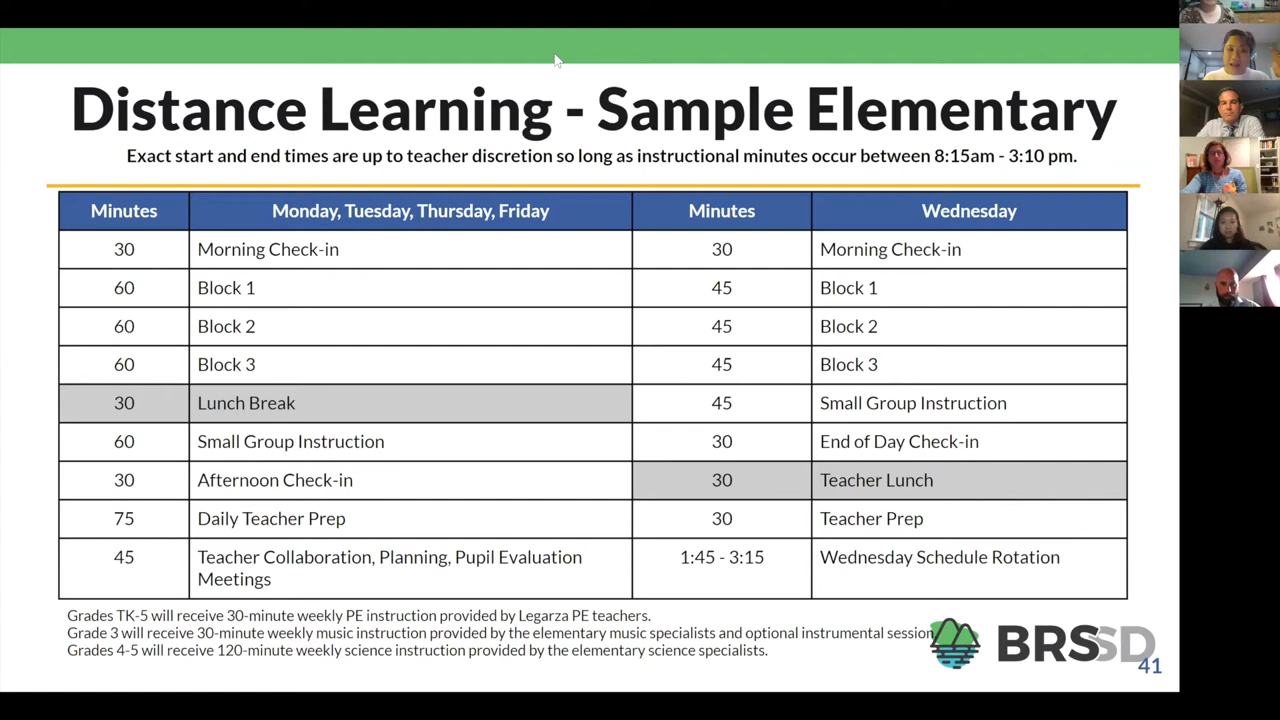 Distance Learning - Sample Elementary
Exact start and end times are up to teacher discretion so long as instructional minutes occur between 8:15am - 3:10 pm.
Minutes Monday, Tuesday, Thursday, Friday Minutes Wednesday
30 Morning Check-in 30 Morning Check-in
60 Block 1 45 Block 1
60 Block 2 45 Block 2
60 Block 3 45 Block 3
30 Lunch Break 45 Small Group Instruction
60 Small Group Instruction 30 End of Day Check-in
30 Afternoon Check-in 30 Teacher Lunch
75 Daily Teacher Prep 30 Teacher Prep
45 Teacher Collaboration, Planning, Pupil Evaluation 1:45 - 3:15 Wednesday Schedule Rotation
Meetings
Grades TK-5 will receive 30-minute weekly PE instruction provided by Legarza PE teachers.
Grade 3 will receive 30-minute weekly music instruction provided by the elementary music specialists and optional instrumental session
Grades 4-5 will receive 120-minute weekly science instruction provided by the elementary science specialists.
BRSSD
41